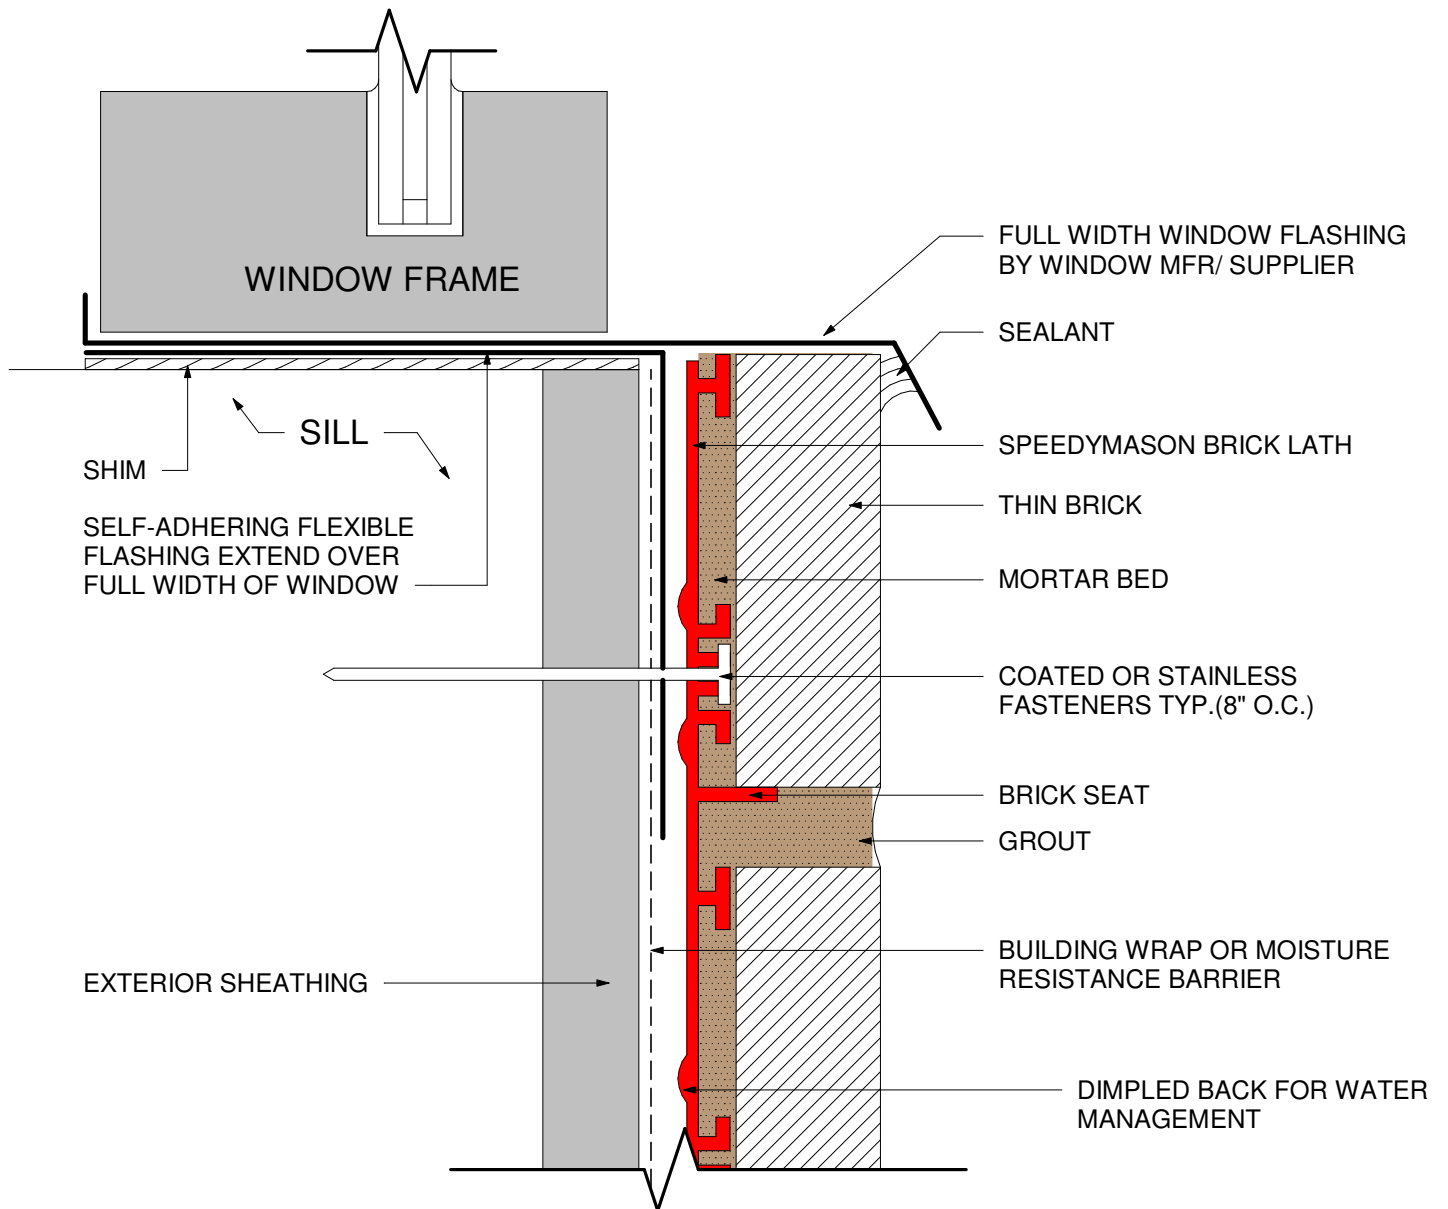 WINDOW FRAME
FULL WIDTH WINDOW FLASHING
BY WINDOW MFR/ SUPPLIER
SEALANT
SILL
SHIM
SPEEDYMASON BRICK LATH
THIN BRICK
SELF-ADHERING FLEXIBLE
FLASHING EXTEND OVER
FULL WIDTH OF WINDOW
MORTAR BED
COATED OR STAINLESS
FASTENERS TYP.(8" O.C.)
BRICK SEAT
GROUT
BUILDING WRAP OR MOISTURE
RESISTANCE BARRIER
EXTERIOR SHEATHING
DIMPLED BACK FOR WATER
MANAGEMENT